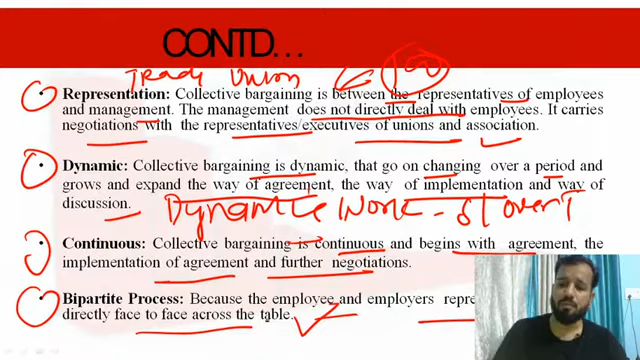 CONTD…
Trade Union
Representation: Collective bargaining is between the representatives of employees
and management. The management does not directly deal with employees. It carries
negotiations with the representatives/executives of unions and association.
Dynamic: Collective bargaining is dynamic, that go on changing over a period and
grows and expand the way of agreement, the way of implementation and way of
discussion.
Dynamic
Continuous: Collective bargaining is continuous and begins with agreement, the
implementation of agreement and further negotiations.
Bipartite Process: Because the employee and employers repre
directly face to face across the table.